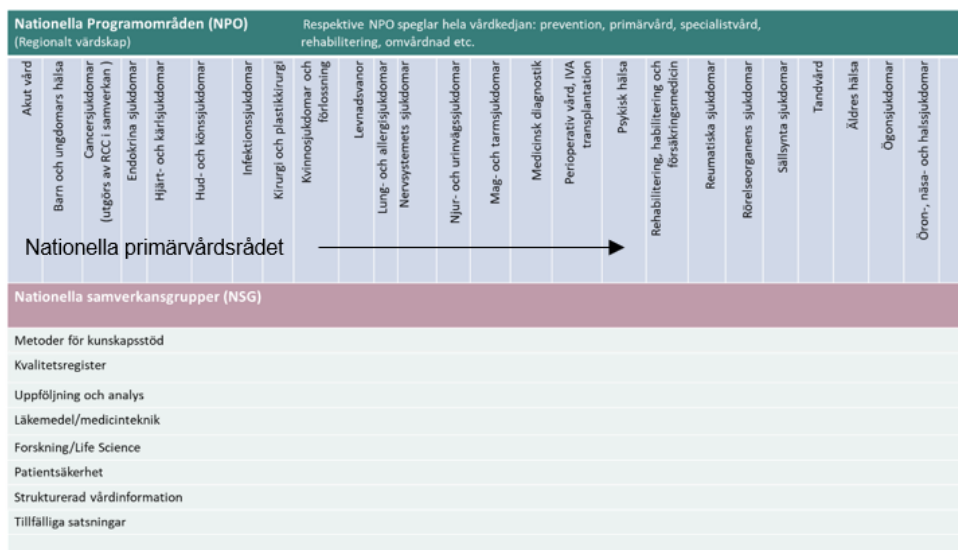 Nationella Programområden (NPO)
(Regionalt värdskap)
Respektive NPO speglar hela vårdkedjan: prevention, primärvård, specialistvård,
rehabilitering, omvårdnad etc.
Akut vård
Barn och ungdomars hälsa
Cancersjukdomar
(utgörs av RCC i samverkan )
Endokrina sjukdomar
Hjärt- och kärlsjukdomar
Hud- och könssjukdomar
Infektionssjukdomar
Kirurgi och plastikkirurgi
Kvinnosjukdomar och
förlossning
Levnadsvanor
Lung- och allergisjukdomar
Nervsystemets sjukdomar
Njur- och urinvägssjukdomar
Mag- och tarmsjukdomar
Medicinsk diagnostik
Perioperativ vård, IVA
transplantation
Psykisk hälsa
Rehabilitering, habilitering och
försäkringsmedicin
Reumatiska sjukdomar
Rörelseorganens sjukdomar
Sällsynta sjukdomar
Tandvård
Äldres hälsa
Ögonsjukdomar
Öron-, näsa- och halssjukdomar
Nationella primärvårdsrådet
Nationella samverkansgrupper (NSG)
Metoder för kunskapsstöd
Kvalitetsregister
Uppföljning och analys
Läkemedel/medicinteknik
Forskning/Life Science
Patientsäkerhet
Strukturerad vårdinformation
Tillfälliga satsningar